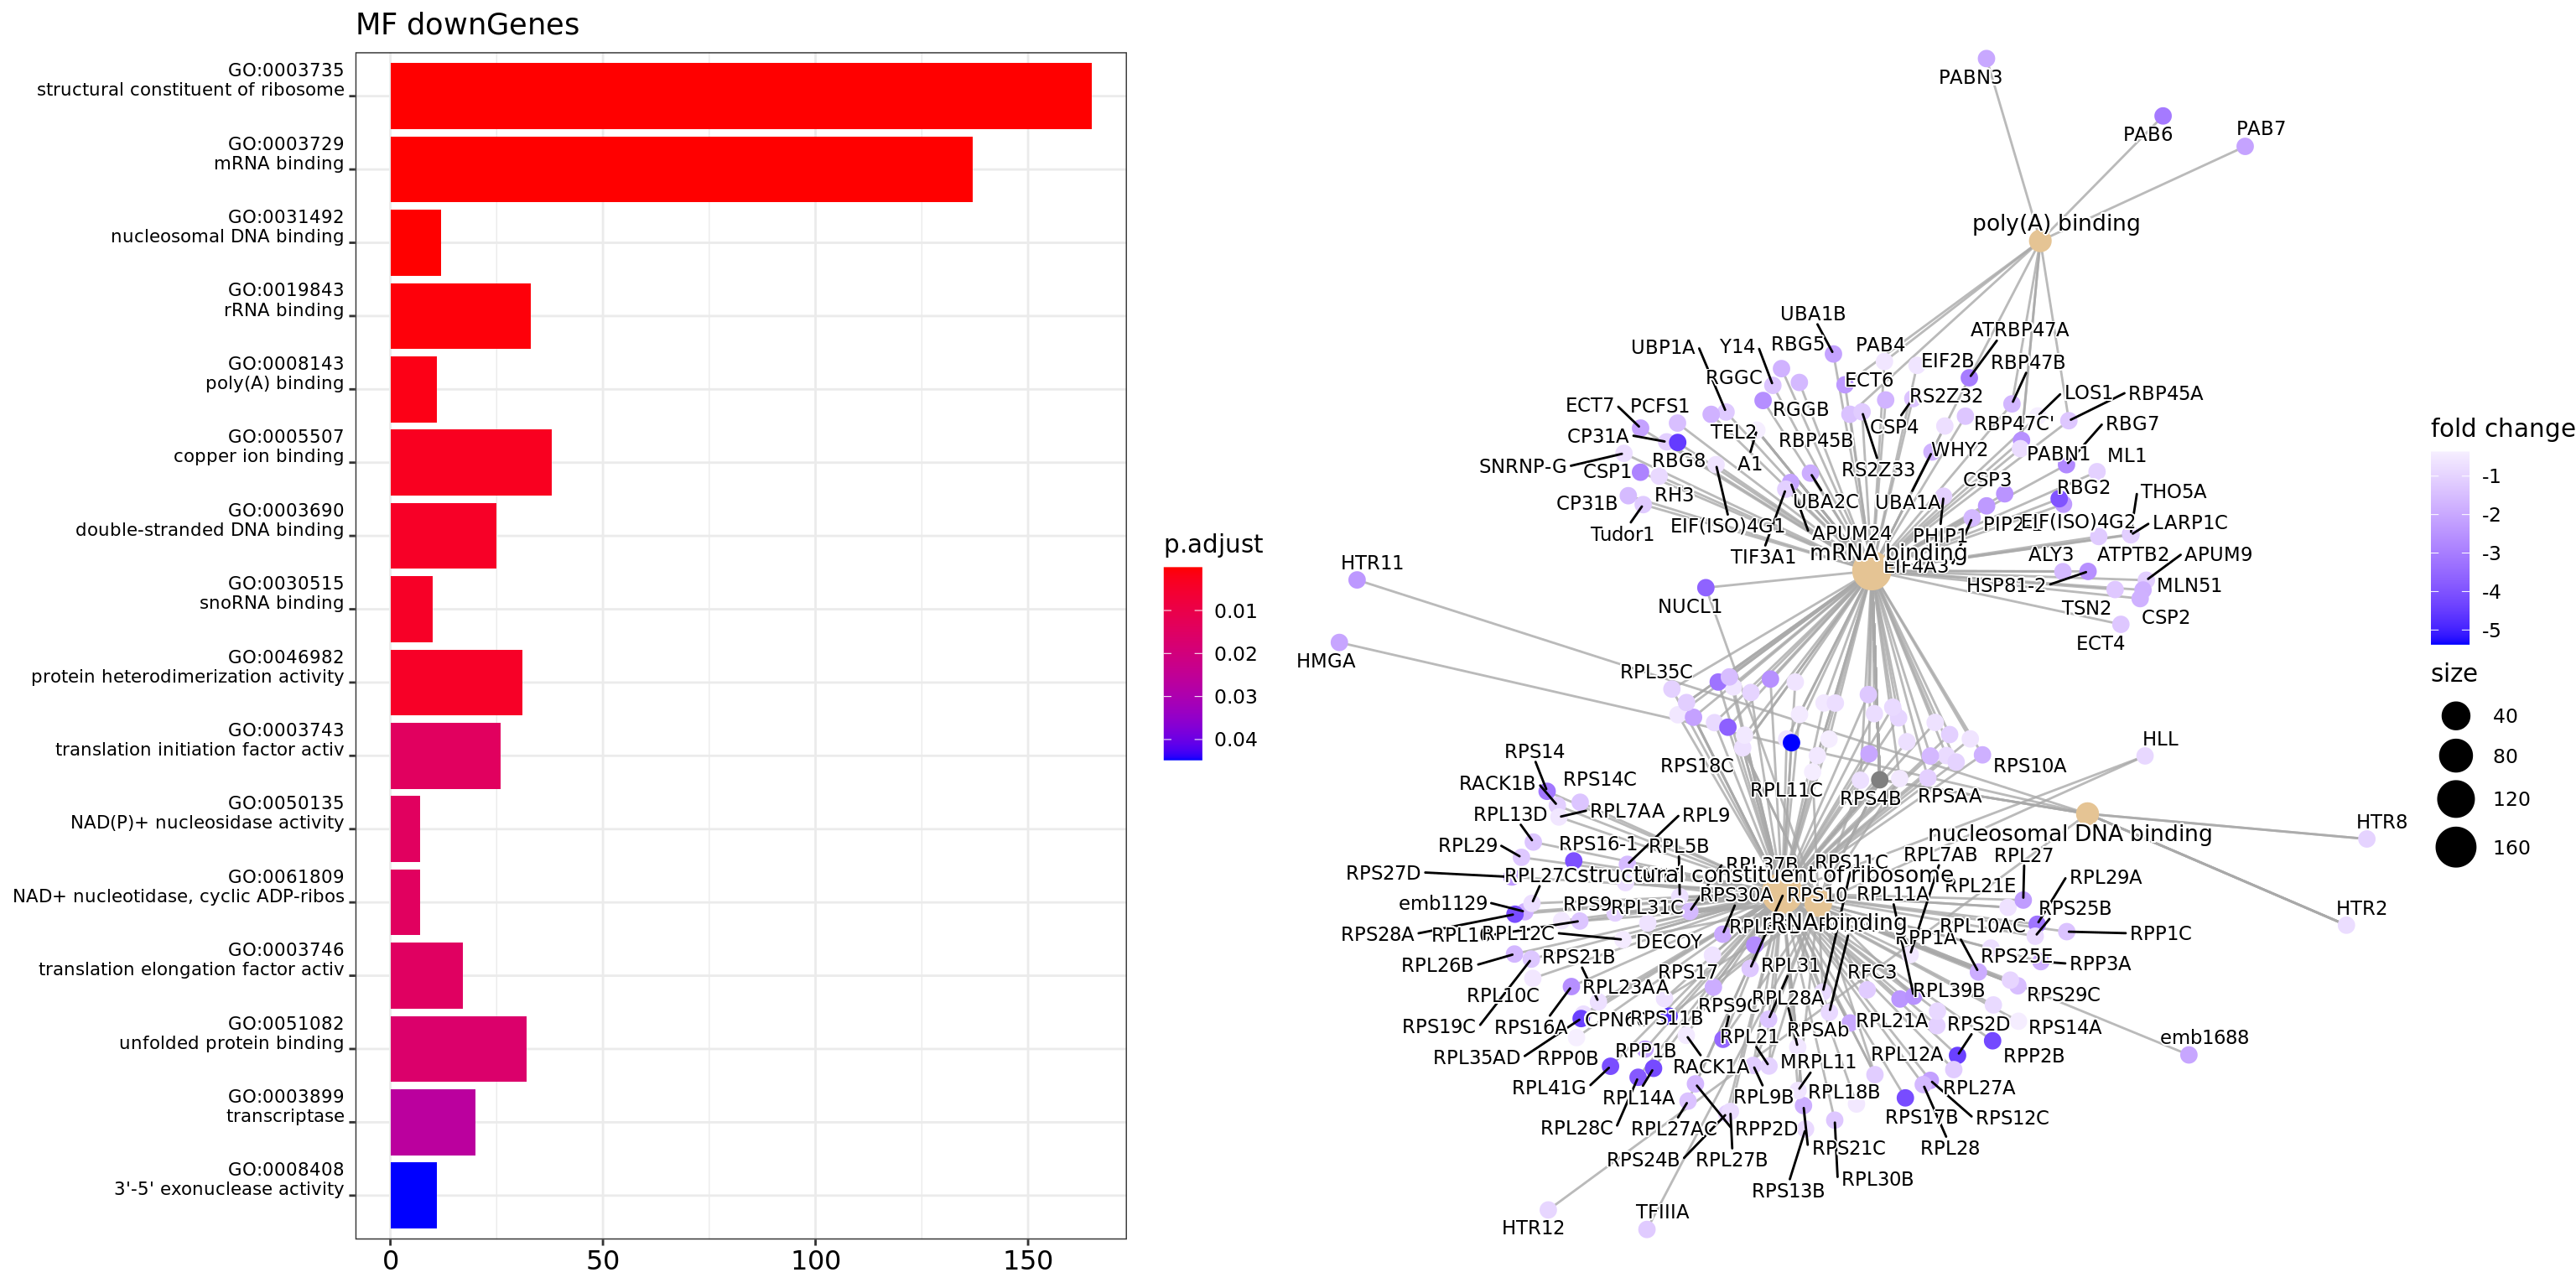 MF downGenes
GO:0003735
structural constituent of ribosome
GO:0003729
mRNA binding
GO:0031492
nucleosomal DNA binding
GO:0019843
rRNA binding
GO:0008143
poly(A) binding
GO:0005507
copper ion binding
GO:0003690
double-stranded DNA binding
GO:0030515
snoRNA binding
GO:0046982
protein heterodimerization activity
GO:0003743
translation initiation factor activ
GO:0050135
NAD(P)+ nucleosidase activity
GO:0061809
NAD+ nucleotidase, cyclic ADP-ribos
GO:0003746
translation elongation factor activ
GO:0051082
unfolded protein binding
GO:0003899
transcriptase
GO:0008408
3'-5' exonuclease activity
0 50 100 150
p.adjust
0.01
0.02
0.03
0.04
PABN3
PAB6
PAB7
poly(A) binding
UBA1B
ATRBP47A
UBP1A
Y14
RBG5
PAB4
EIF2B
RBP47B
RGGC
ECT6
LOS1
RBP45A
ECT7
PCFS1
RGGB
RS2Z32
RBP47C'
RBG7
CP31A
TEL2
RBP45B
CSP4
WHY2
PABN1
ML1
SNRNP-G
CSP1
RBG8
A1
RS2Z33
CSP3
RBG2
THO5A
CP31B
RH3
UBA2C
UBA1A
Tudor1
EIF(ISO)4G1
APUM24
PHIP1
EIF(ISO)4G2
LARP1C
TIF3A1
mRNA binding
EIF4A3
ALY3
ATPTB2
APUM9
HTR11
HSP81-2
MLN51
NUCL1
TSN2
CSP2
ECT4
HMGA
RPL35C
HLL
RPS14
RPS18C
RPS10A
RACK1B
RPS14C
RPL11C
RPS4B
RPSAA
RPL13D
RPL7AA
RPL9
nucleosomal DNA binding
HTR8
RPL29
RPS16-1
RPL5B
RPL37B
RPS11C
RPL7AB
RPL27
RPS27D
RPL27C
structural constituent of ribosome
RPL21E
RPL29A
emb1129
RPS9
RPL31C
RPS30A
RPS10
RPL11A
RPS25B
HTR2
RPS28A
RPL12C
DECOY
rRNA binding
RPP1A
RPL10AC
RPP1C
RPL26B
RPS21B
RPS17
RPL31
RFC3
RPS25E
RPP3A
RPL10C
RPL23AA
RPS9C
RPL28A
RPL39B
RPS29C
RPS19C
RPS16A
RPS11B
RPL21
RPSAb
RPL21A
RPS2D
RPS14A
emb1688
RPL35AD
RPP0B
RPP1B
RACK1A
MRPL11
RPL12A
RPP2B
RPL41G
RPL14A
RPL9B
RPL18B
RPL27A
RPS17B
RPS12C
RPL28C
RPL27AC
RPP2D
RPS21C
RPL28
RPS24B
RPL27B
RPL30B
RPS13B
HTR12
TFIIIA
fold change
-1
-2
-3
-4
-5
size
40
80
120
160